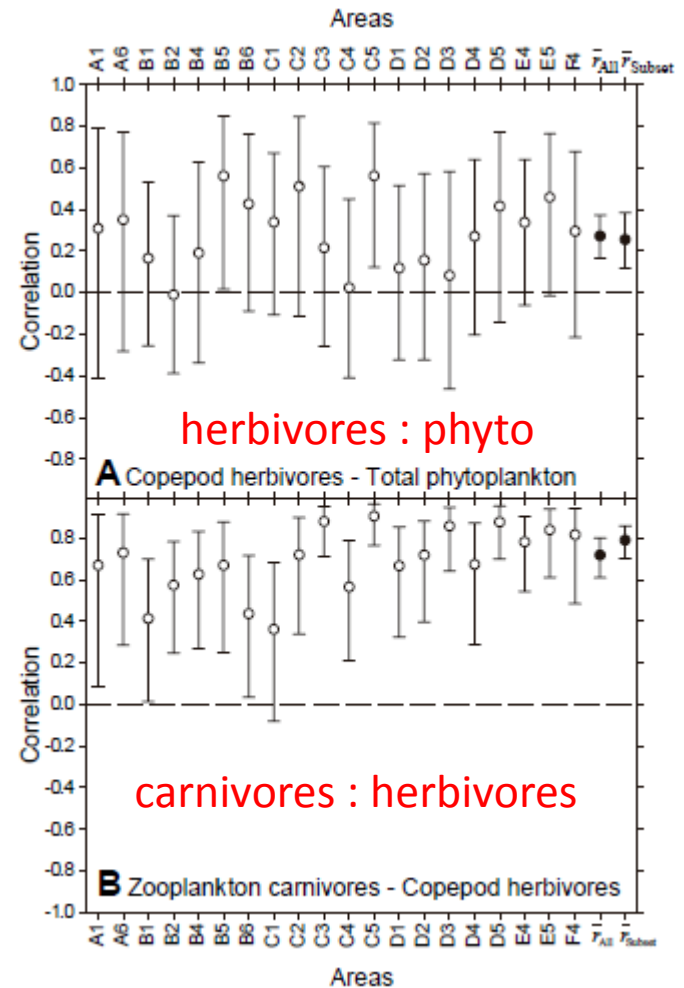 Areas
A1 A6 B1 B2 B4 B5 B6 C1 C2 C3 C4 C5 D1 D2 D3 D4 D5 E4 E5 F4 r̄All r̄Subset
1.0
0.8
0.6
0.4
0.2
0.0
-0.2
-0.4
-0.6
-0.8
Correlation
herbivores : phyto
A Copepod herbivores - Total phytoplankton
0.8
0.6
0.4
0.2
0.0
-0.2
-0.4
-0.6
-0.8
-1.0
Correlation
carnivores : herbivores
B Zooplankton carnivores - Copepod herbivores
A1 A6 B1 B2 B4 B5 B6 C1 C2 C3 C4 C5 D1 D2 D3 D4 D5 E4 E5 F4 r̄All r̄Subset
Areas